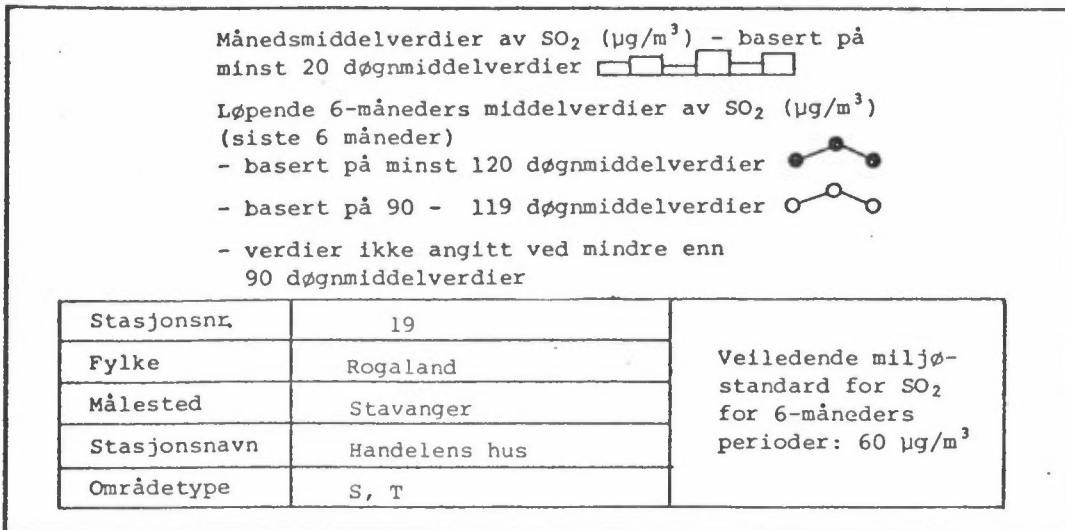 Månedsmiddelverdier av SO₂ (µg/m³) - basert på
minst 20 døgnmiddelverdier
Løpende 6-måneders middelverdier av SO₂ (µg/m³)
(siste 6 måneder)
- basert på minst 120 døgnmiddelverdier
- basert på 90 - 119 døgnmiddelverdier
- verdier ikke angitt ved mindre enn
90 døgnmiddelverdier
Stasjonsnr. 19
Fylke Rogaland
Målested Stavanger
Stasjonsnavn Handelens hus
Områdetype S, T
Veiledende miljø-
standard for SO₂
for 6-måneders
perioder: 60 µg/m³